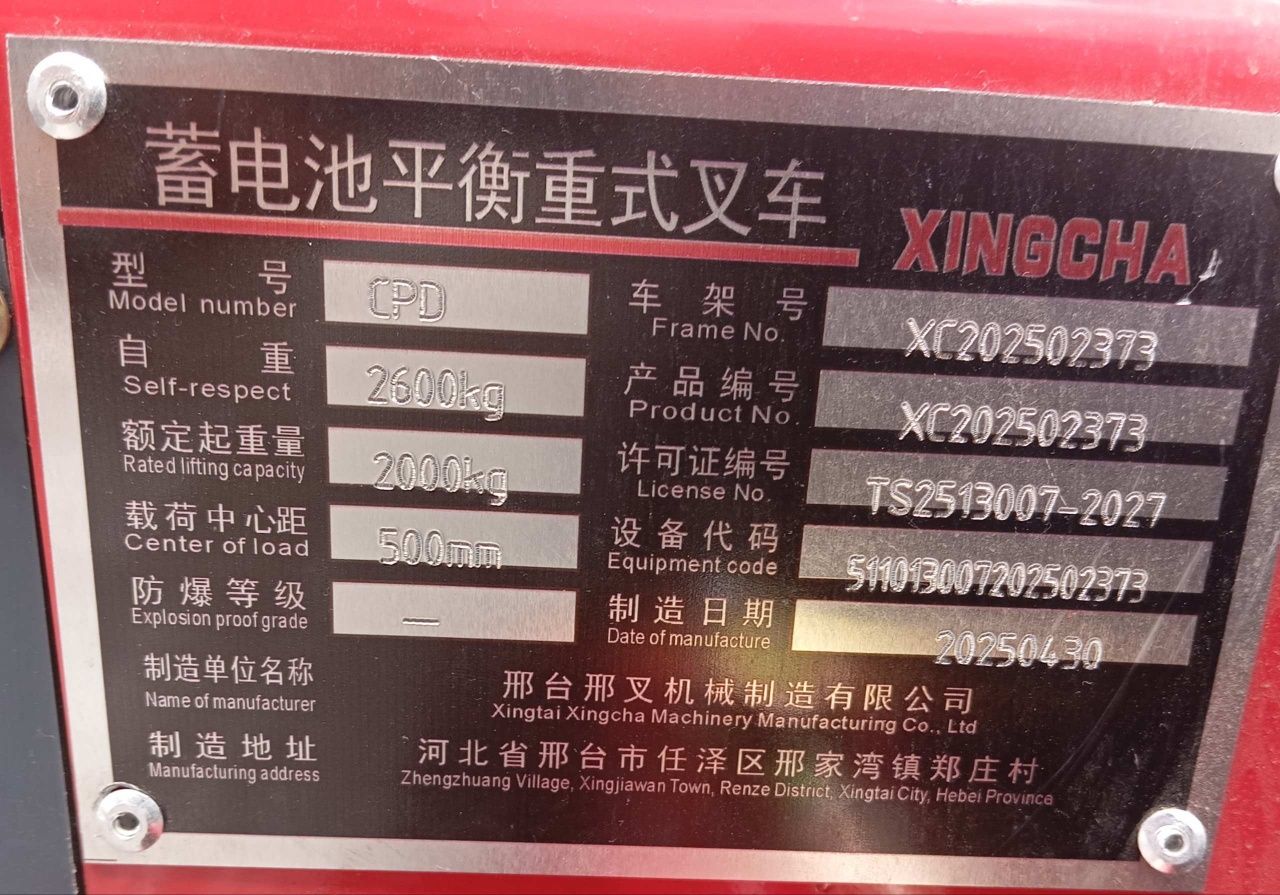 蓄电池平衡重式叉车
XINGCHA
型号 CPD
Model number
自重 2600kg
Self-respect
额定起重量 2000kg
Rated lifting capacity
载荷中心距 500mm
Center of load
防爆等级 —
Explosion proof grade
车架号 XC202502373
Frame No.
产品编号 XC202502373
Product No
许可证编号 TS2513007-2027
License No.
设备代码 511013007202502373
Equipment code
制造日期 20250430
Date of manufacture
制造单位名称 邢台邢叉机械制造有限公司
Name of manufacturer Xingtai Xingcha Machinery Manufacturing Co., Ltd
制造地址 河北省邢台市任泽区邢家湾镇郑庄村
Manufacturing address Zhengzhuang Village, Xingjiawan Town, Renze District, Xingtai City, Hebei Province